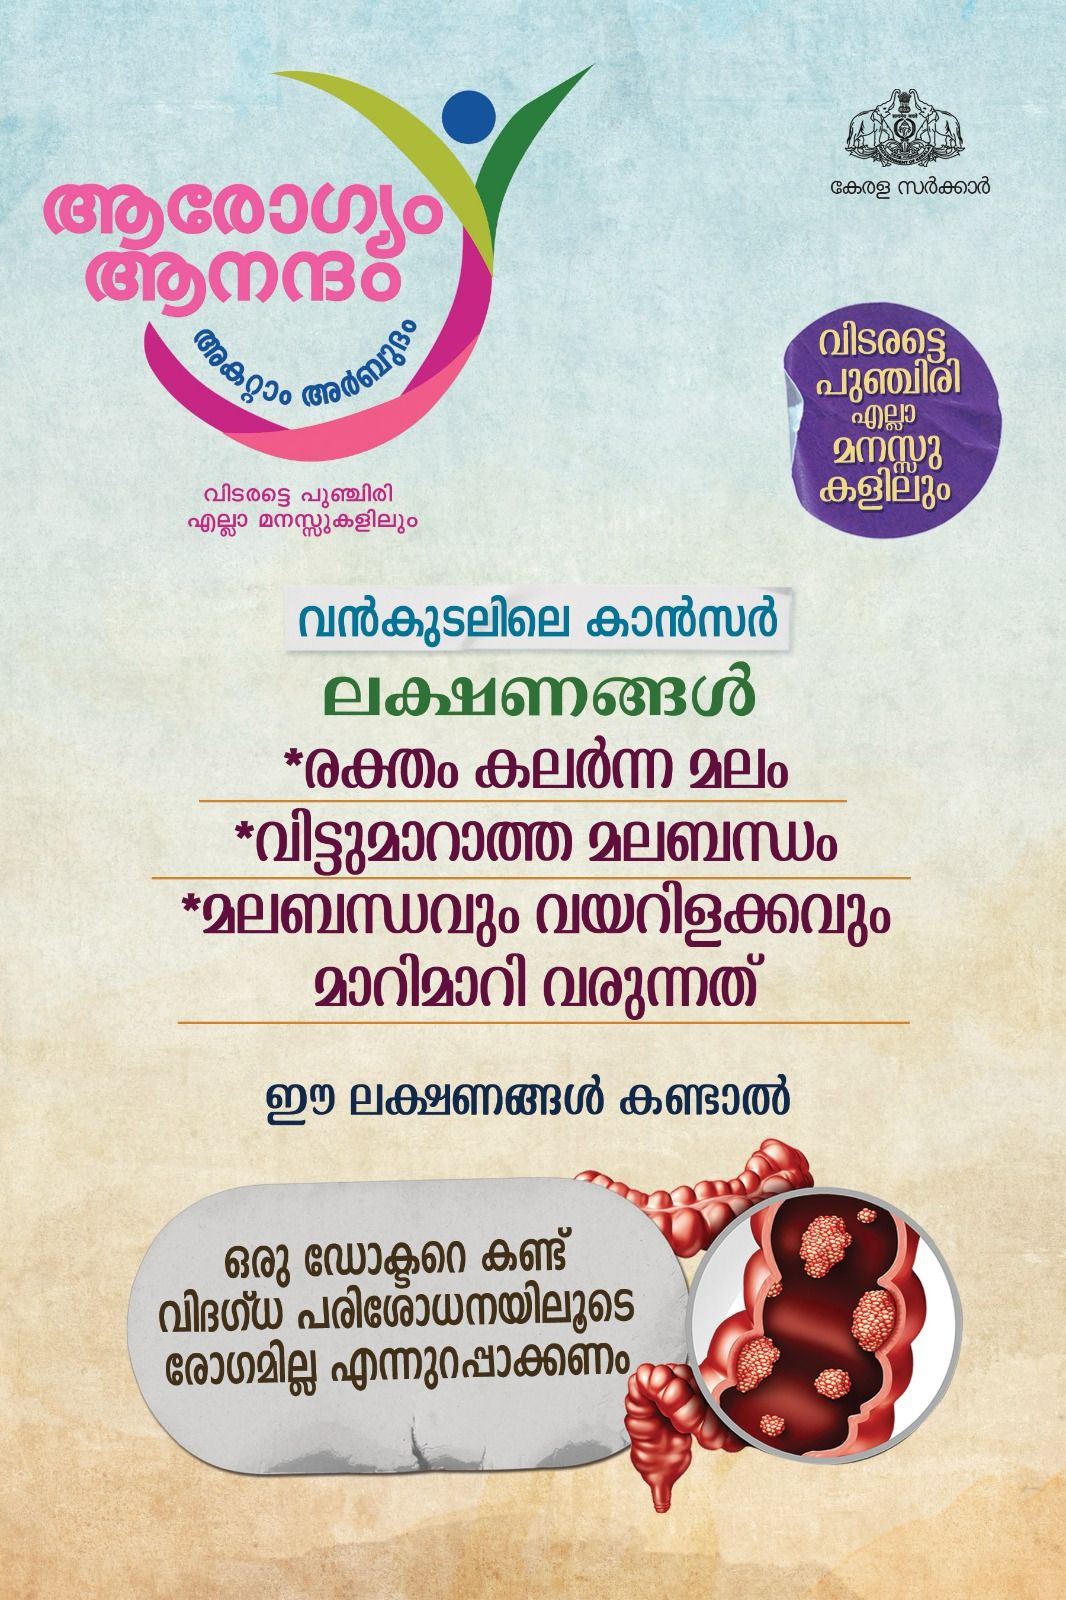 ആരോഗ്യം
ആനന്ദം
അകറ്റാം അർബുദം
വിടരട്ടെ പുഞ്ചിരി
എല്ലാ മനസ്സുകളിലും
കേരള സർക്കാർ
വിടരട്ടെ
പുഞ്ചിരി
എല്ലാ
മനസ്സു
കളിലും
വൻകുടലിലെ കാൻസർ
ലക്ഷണങ്ങൾ
*രക്തം കലർന്ന മലം
*വിട്ടുമാറാത്ത മലബന്ധം
*മലബന്ധവും വയറിളക്കവും
മാറിമാറി വരുന്നത്
ഈ ലക്ഷണങ്ങൾ കണ്ടാൽ
ഒരു ഡോക്ടറെ കണ്ട്
വിദഗ്ധ പരിശോധനയിലൂടെ
രോഗമില്ല എന്നുറപ്പാക്കണം